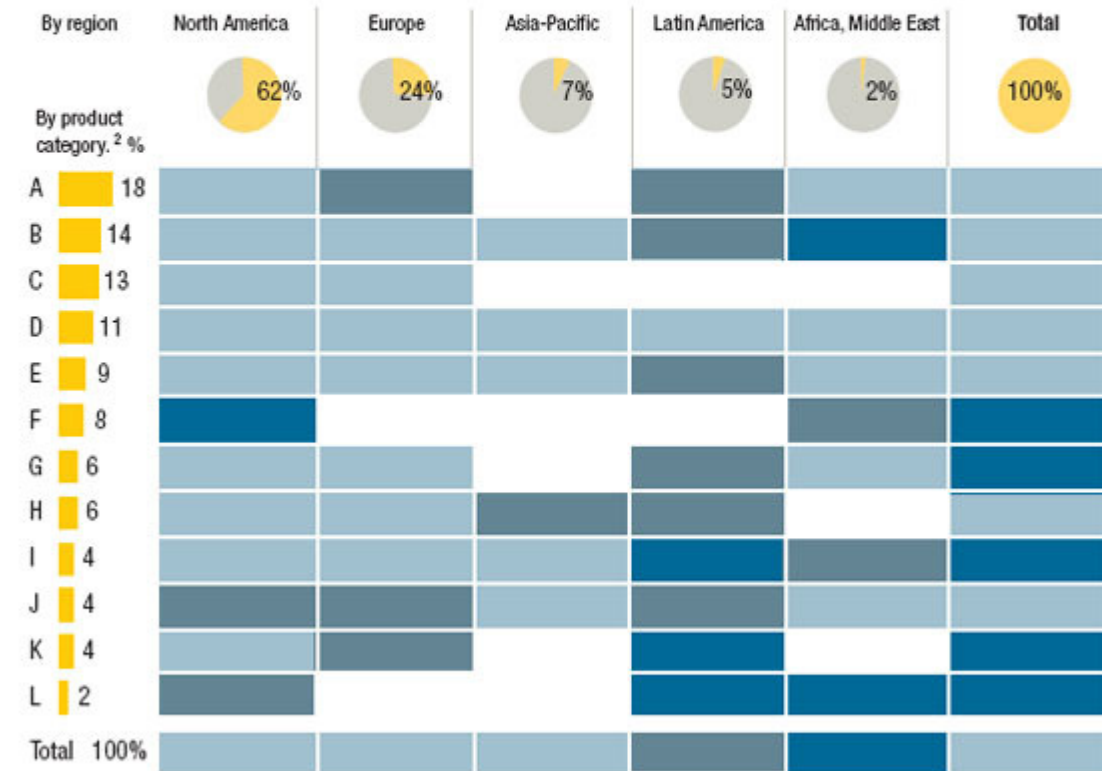 By region North America Europe Asia-Pacific Latin America Africa, Middle East Total
62% 24% 7% 5% 2% 100%
By product
category. 2 %
A 18
B 14
C 13
D 11
E 9
F 8
G 6
H 6
I 4
J 4
K 4
L 2
Total 100%